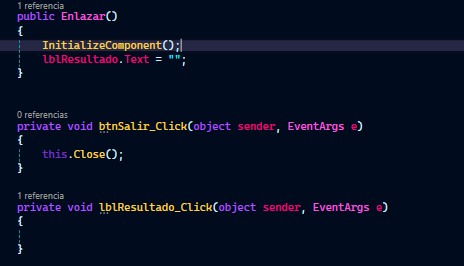 1 referencia
public Enlazar()
{
InitializeComponent();
lblResultado.Text = "";
}
0 referencias
private void btnSalir_Click(object sender, EventArgs e)
{
this.Close();
}
1 referencia
private void lblResultado_Click(object sender, EventArgs e)
{
}